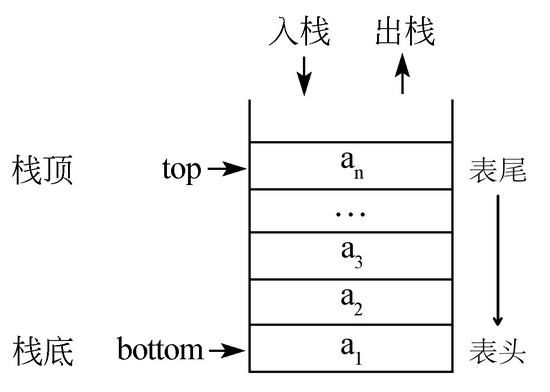 入栈 出栈
栈顶 top aₙ 表尾
…
a₃
a₂
栈底 bottom a₁ 表头